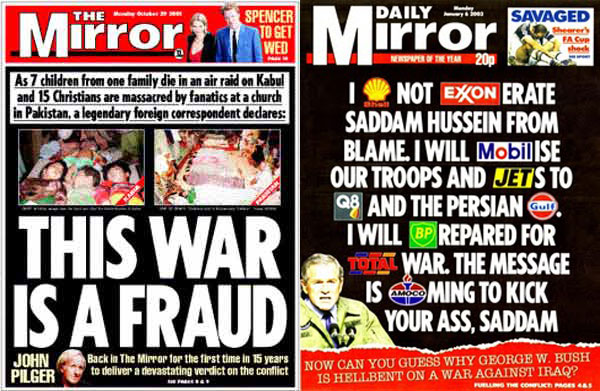 THE
Mirror
Monday October 29 2001
SPENCER
TO GET
WED
PAGE
As 7 children from one family die in an air raid on Kabul
and 15 Christians are massacred by fanatics at a church
in Pakistan, a legendary foreign correspondent declares:
THIS WAR
IS A FRAUD
JOHN
PILGER
Back in The Mirror for the first time in 15 years
to deliver a devastating verdict on the conflict
SEE PAGES
DAILY
Mirror
Monday
January 6 2003
NEWSPAPER OF THE YEAR
20p
SAVAGED
Shearer's
FA Cup
shock
I Shell NOT EXXON ERATE
SADDAM HUSSEIN FROM
BLAME. I WILL Mobil ISE
OUR TROOPS AND JET S TO
Q8 AND THE PERSIAN Gulf.
I WILL BP REPARED FOR
TOTAL WAR. THE MESSAGE
IS AMOCO MING TO KICK
YOUR ASS, SADDAM
NOW CAN YOU GUESS WHY GEORGE W. BUSH
IS HELLBENT ON A WAR AGAINST IRAQ?
FUELLING THE CONFLICT: PAGES 4&5